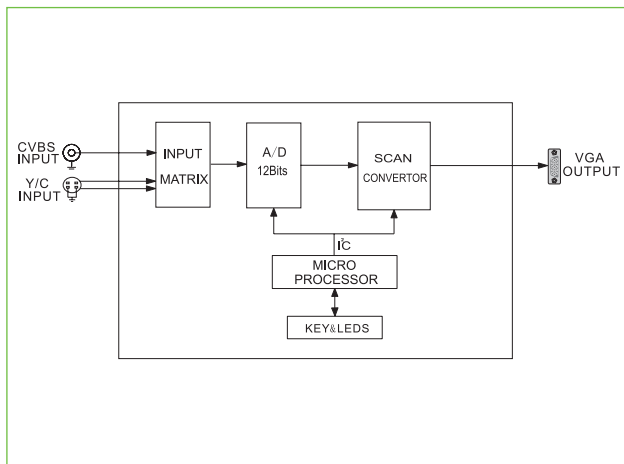 CVBS
INPUT
Y/C
INPUT
INPUT
MATRIX
A/D
12Bits
SCAN
CONVERTOR
VGA
OUTPUT
I²C
MICRO
PROCESSOR
KEY&LEDS